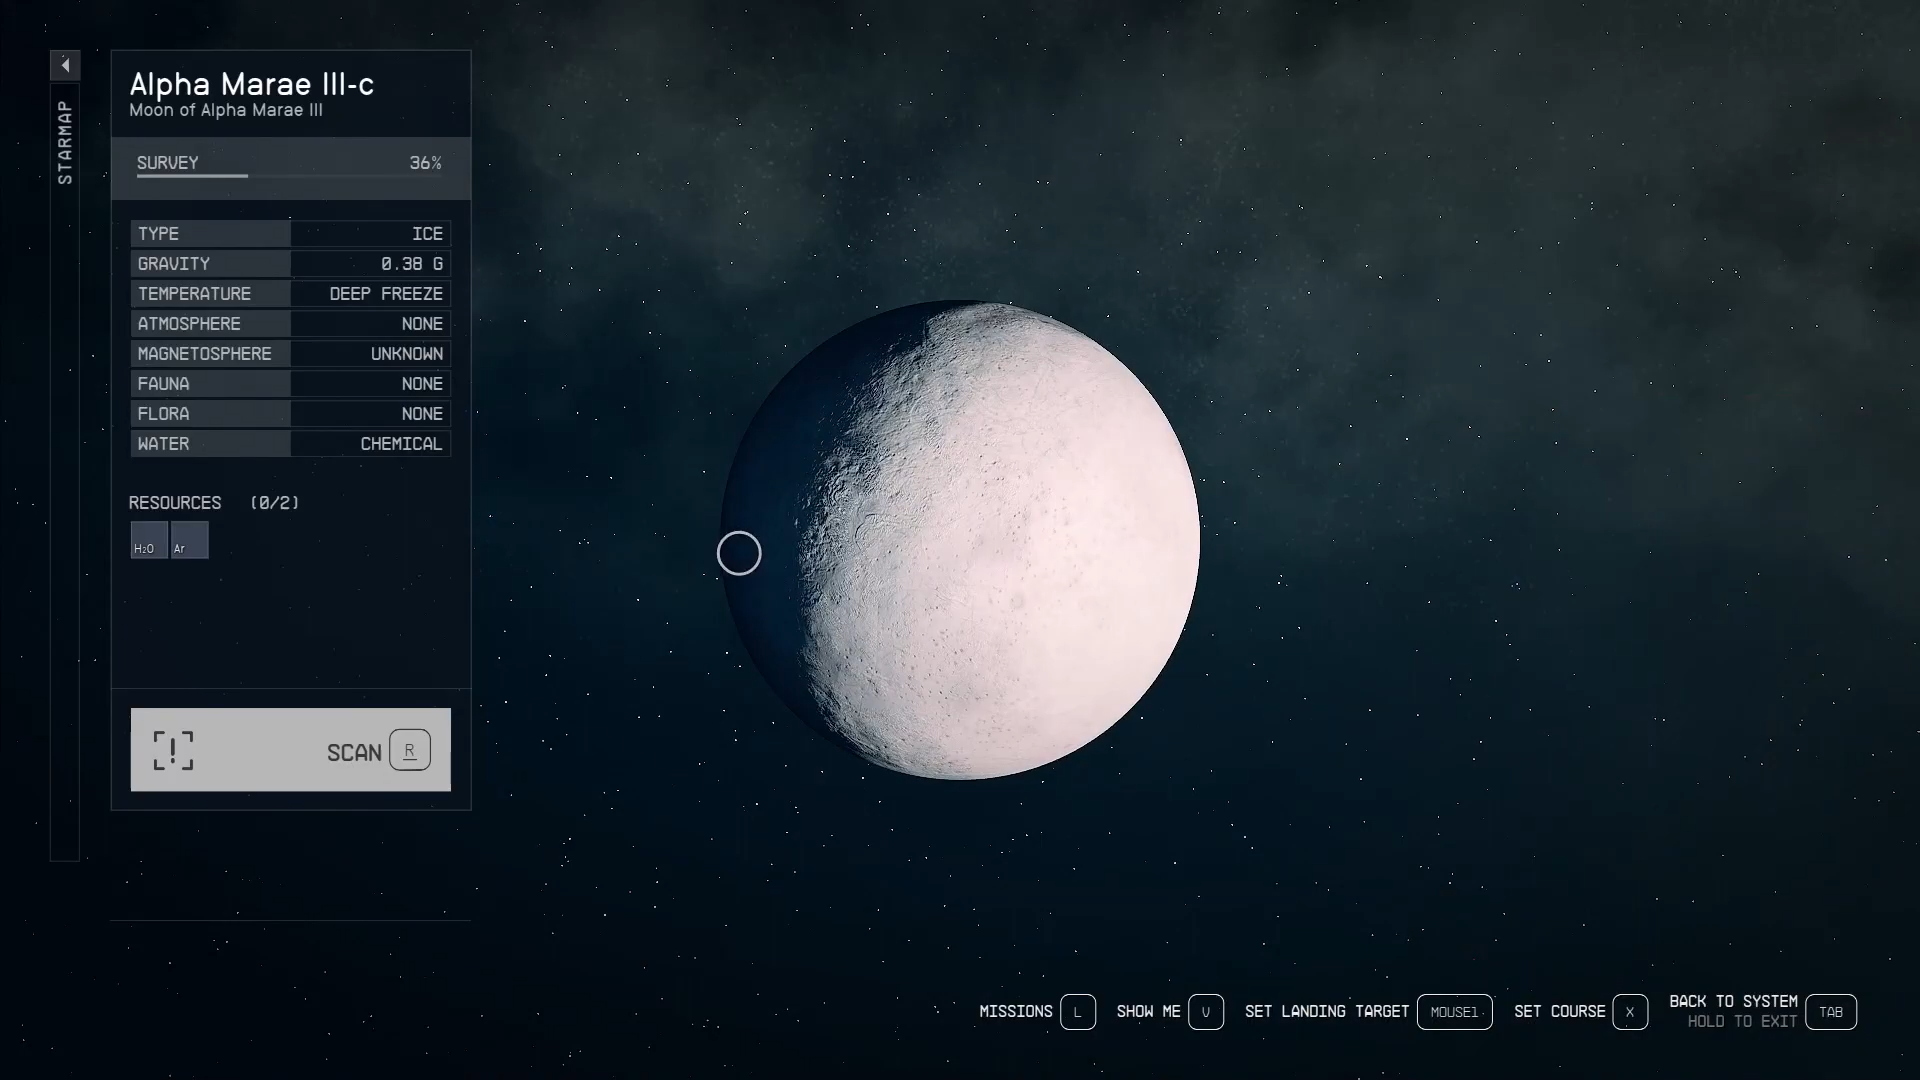 STARMAP
Alpha Marae III-c
Moon of Alpha Marae III
SURVEY 36%
TYPE ICE
GRAVITY 0.38 G
TEMPERATURE DEEP FREEZE
ATMOSPHERE NONE
MAGNETOSPHERE UNKNOWN
FAUNA NONE
FLORA NONE
WATER CHEMICAL
RESOURCES (0/2)
H₂O Ar
SCAN R
MISSIONS L SHOW ME V SET LANDING TARGET MOUSE1 SET COURSE X BACK TO SYSTEM TAB
HOLD TO EXIT